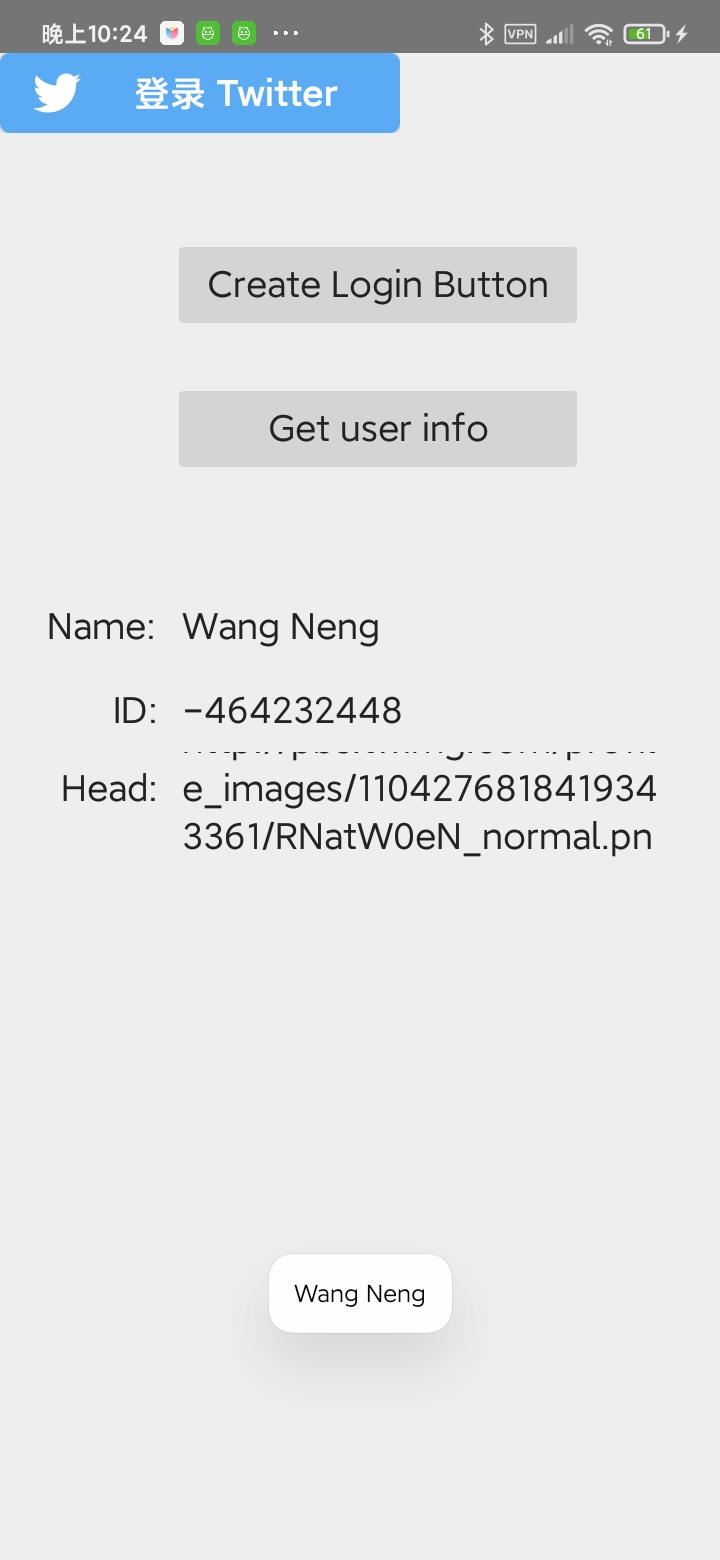 晚上10:24
VPN
61
登录 Twitter
Create Login Button
Get user info
Name: Wang Neng
ID: -464232448
Head: e_images/110427681841934
3361/RNatW0eN_normal.pn
Wang Neng